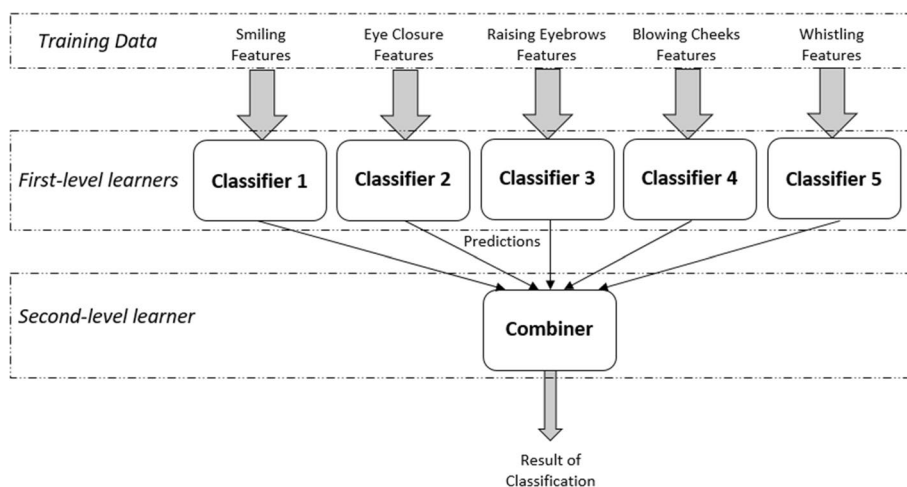 Training Data
Smiling
Features
Eye Closure
Features
Raising Eyebrows
Features
Blowing Cheeks
Features
Whistling
Features
First-level learners
Classifier 1
Classifier 2
Classifier 3
Classifier 4
Classifier 5
Predictions
Second-level learner
Combiner
Result of
Classification